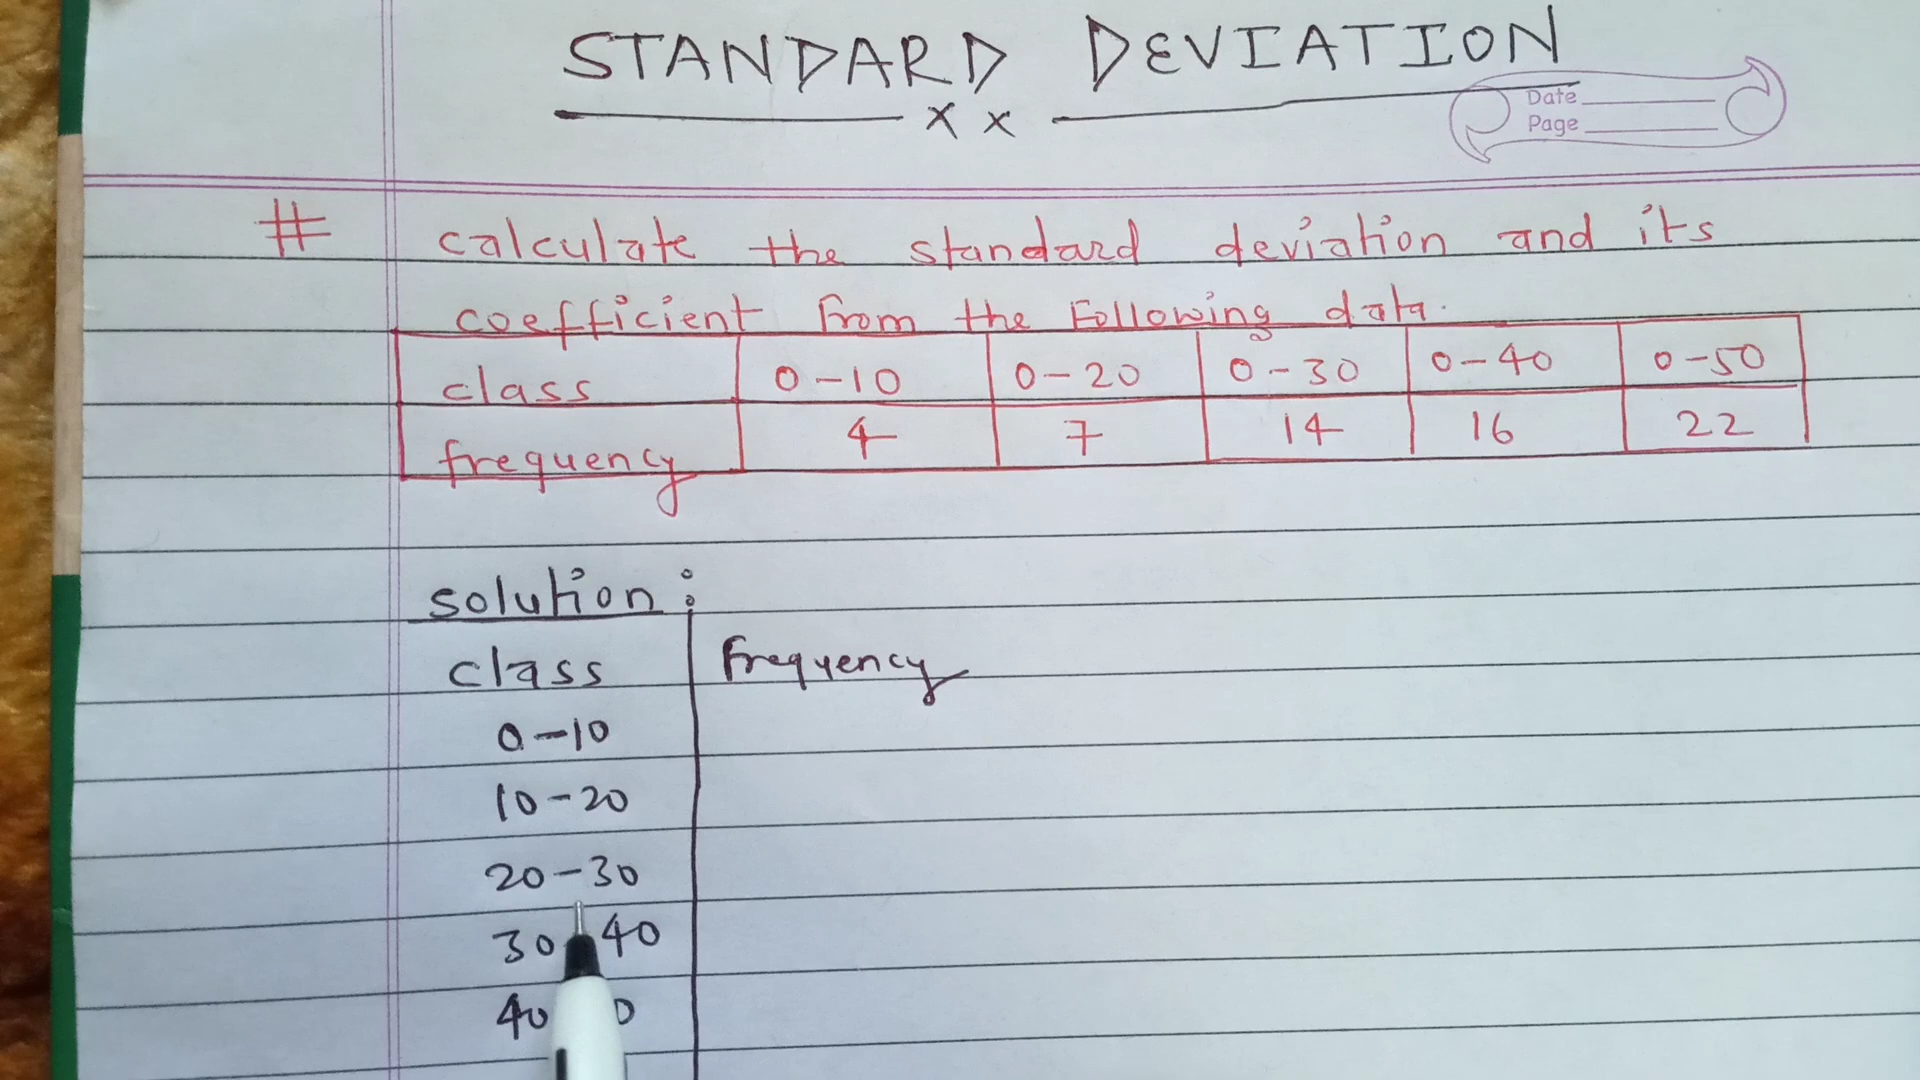 STANDARD DEVIATION
x x
Date
Page
# calculate the standard deviation and its
coefficient from the following data.
class 0-10 0-20 0-30 0-40 0-50
frequency 4 7 14 16 22
solution:
class frequency
0-10
10-20
20-30
30 40
40 0